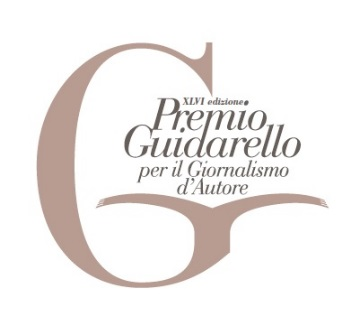 XLVI edizione
Premio
Guidarello
per il Giornalismo
d'Autore